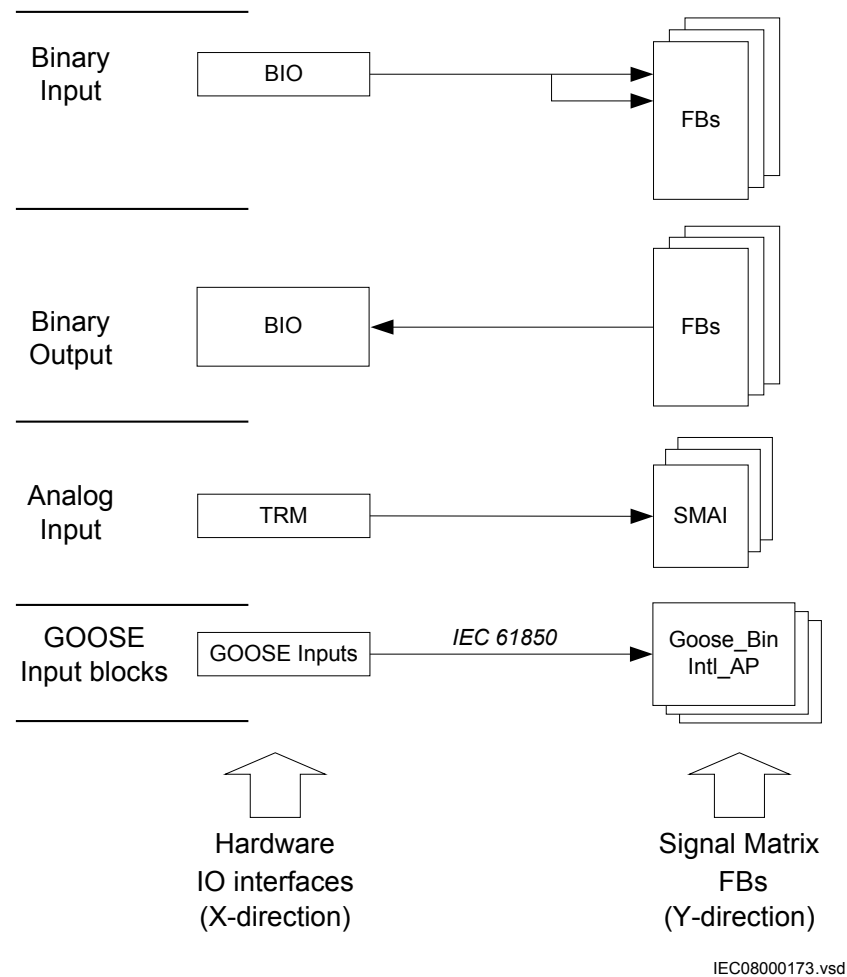 Binary
Input
BIO
FBs
Binary
Output
BIO
FBs
Analog
Input
TRM
SMAI
GOOSE
Input blocks
GOOSE Inputs
IEC 61850
Goose_Bin
Intl_AP
Hardware
IO interfaces
(X-direction)
Signal Matrix
FBs
(Y-direction)
IEC08000173.vsd